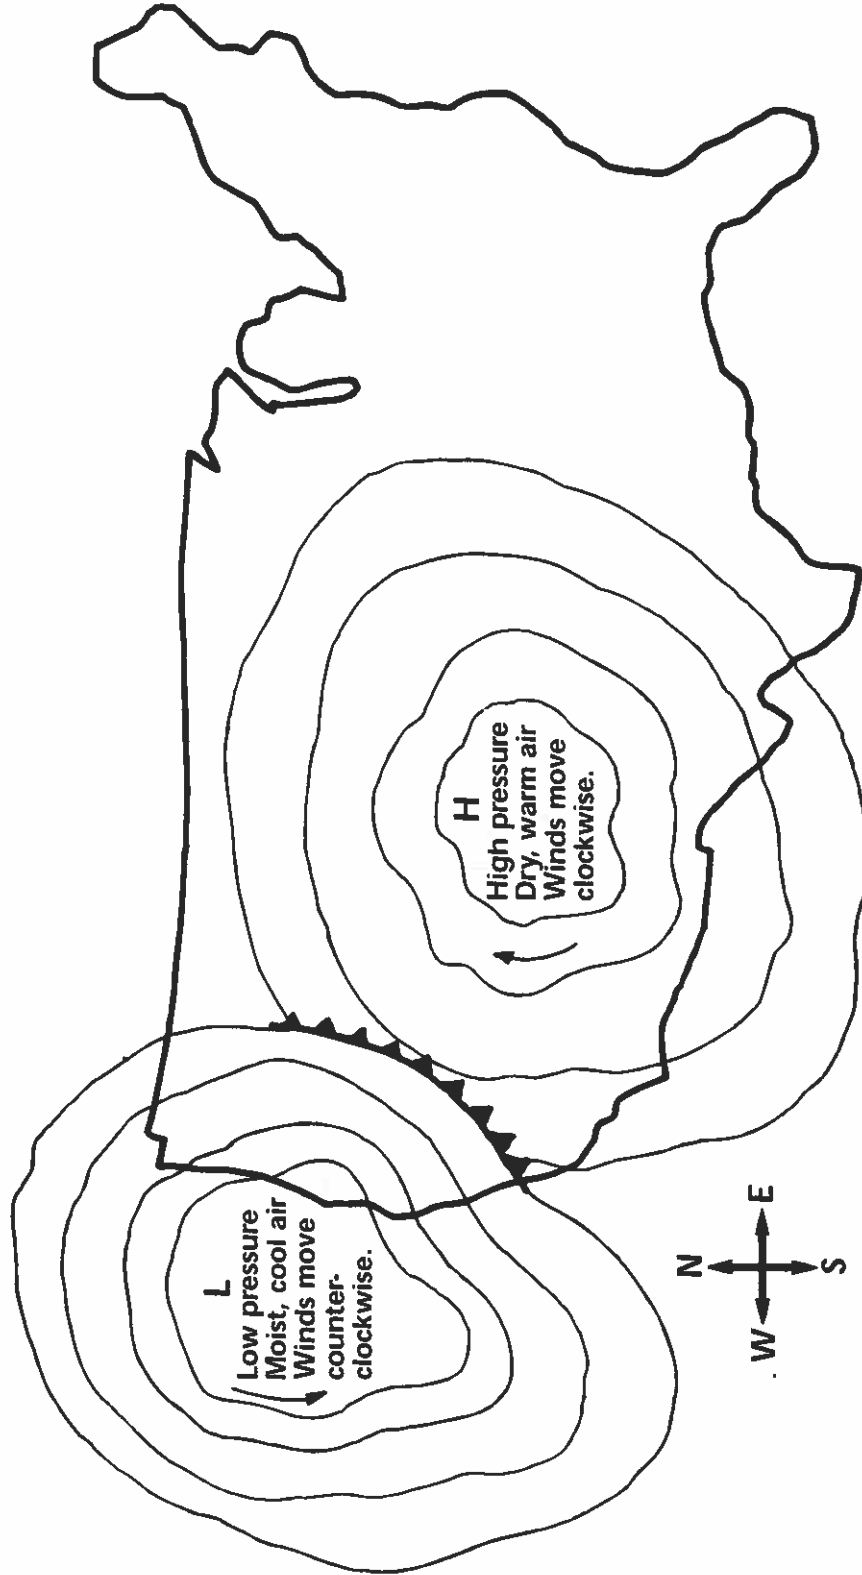 L
Low pressure
Moist, cool air
Winds move
counter-
clockwise.
H
High pressure
Dry, warm air
Winds move
clockwise.
N
W
E
S